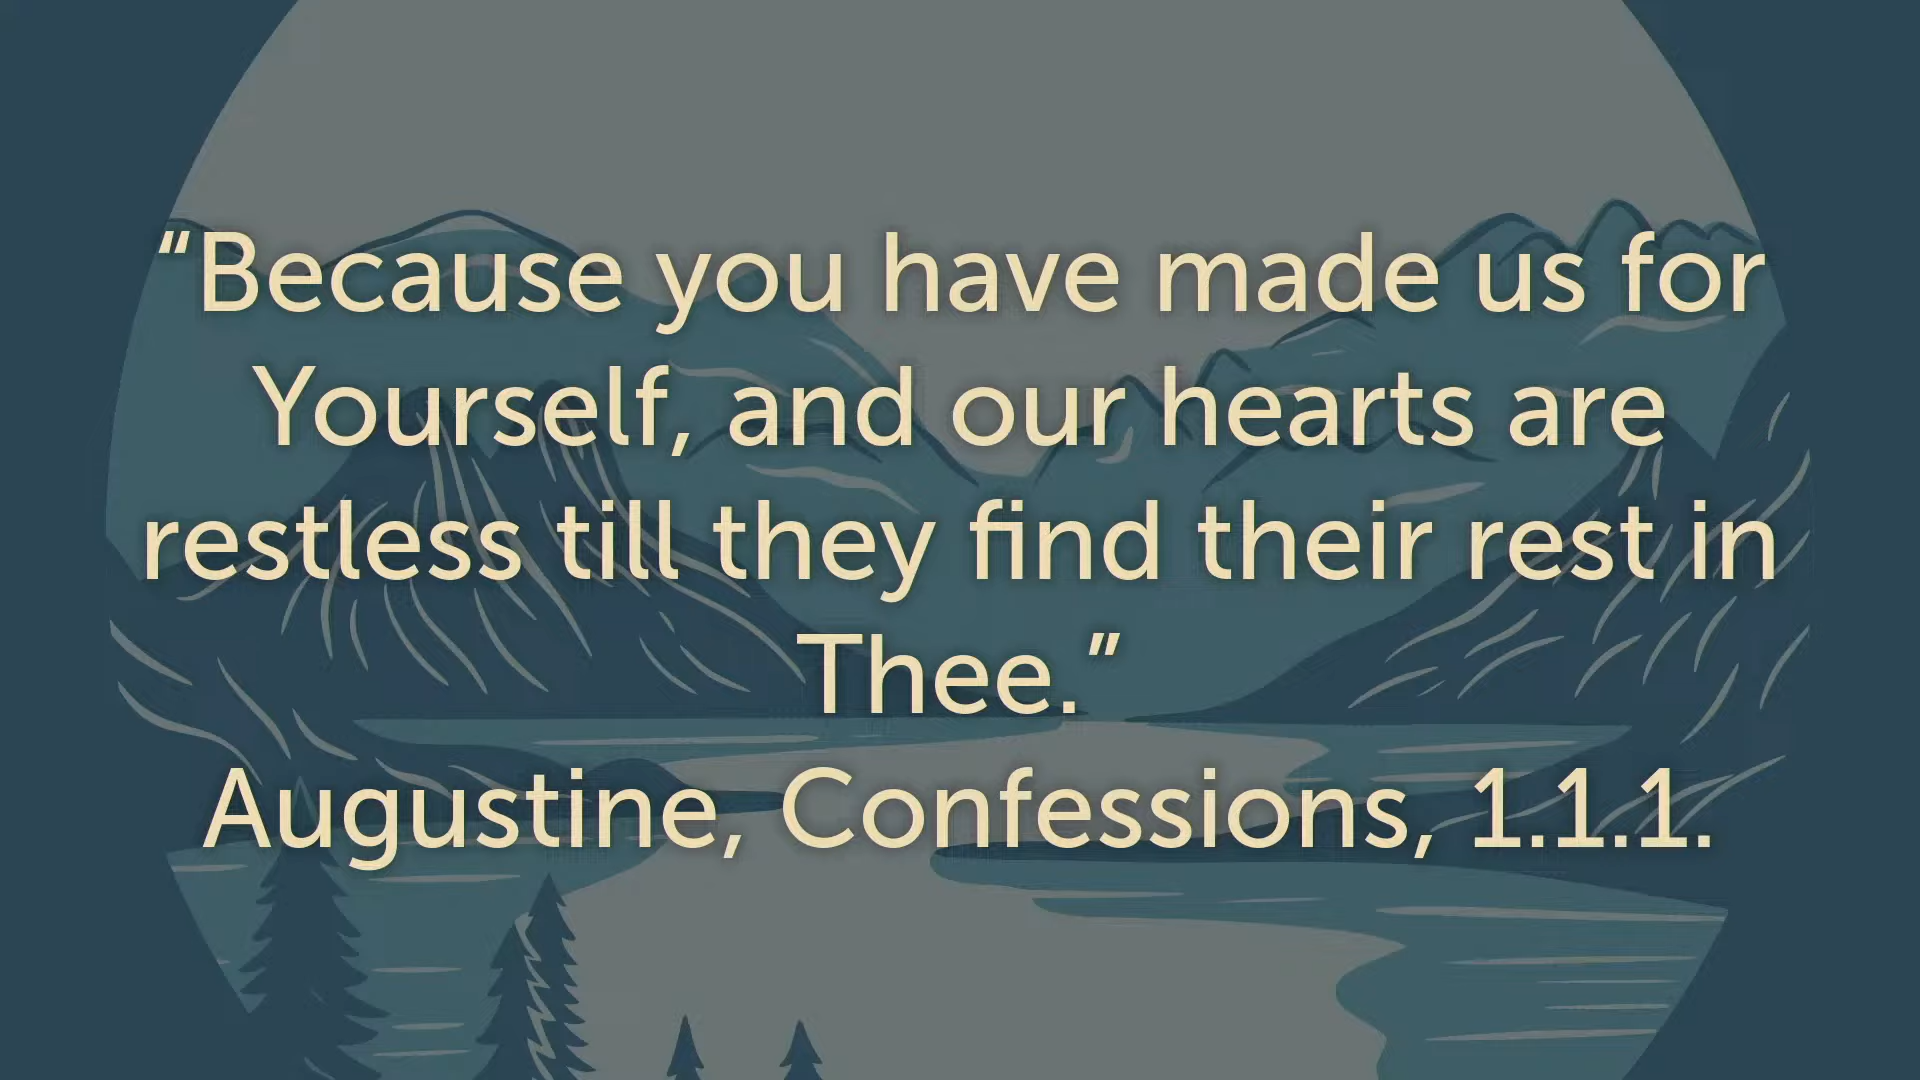 “Because you have made us for
Yourself, and our hearts are
restless till they find their rest in
Thee.”
Augustine, Confessions, 1.1.1.